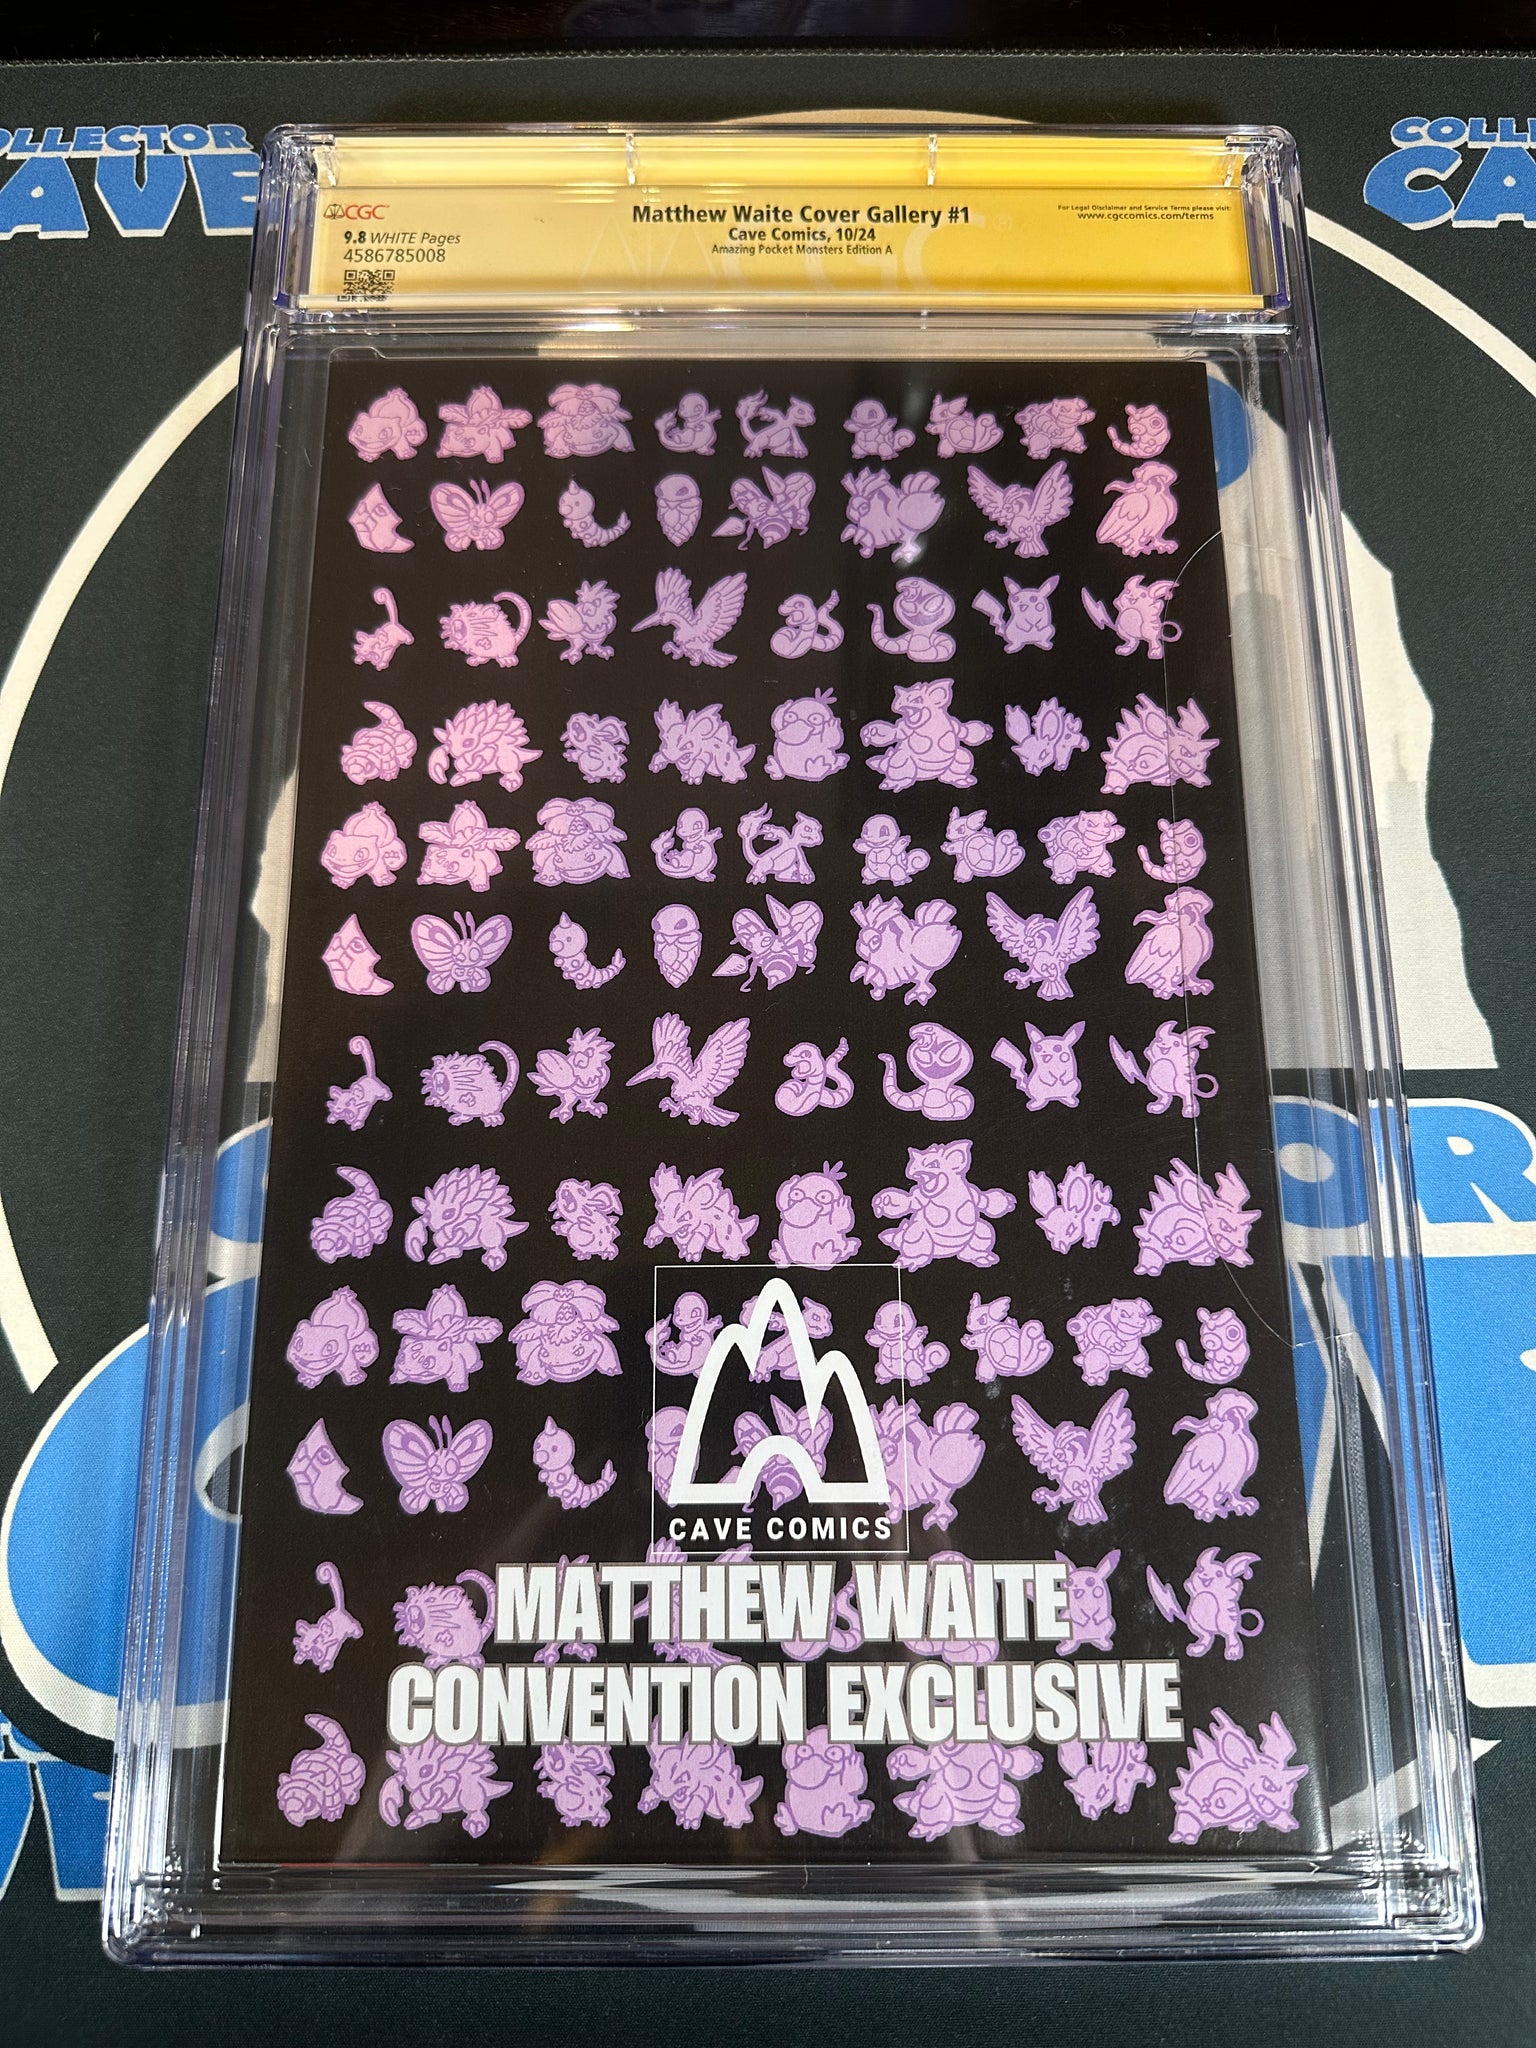 COLLECTOR
CAVE
CGC
9.8 WHITE Pages
4586785008
Matthew Waite Cover Gallery #1
Cave Comics, 10/24
Amazing Pocket Monsters Edition A
For Legal Disclaimer and Service Terms please visit:
www.cgccomics.com/terms
CAVE COMICS
MATTHEW WAITE
CONVENTION EXCLUSIVE